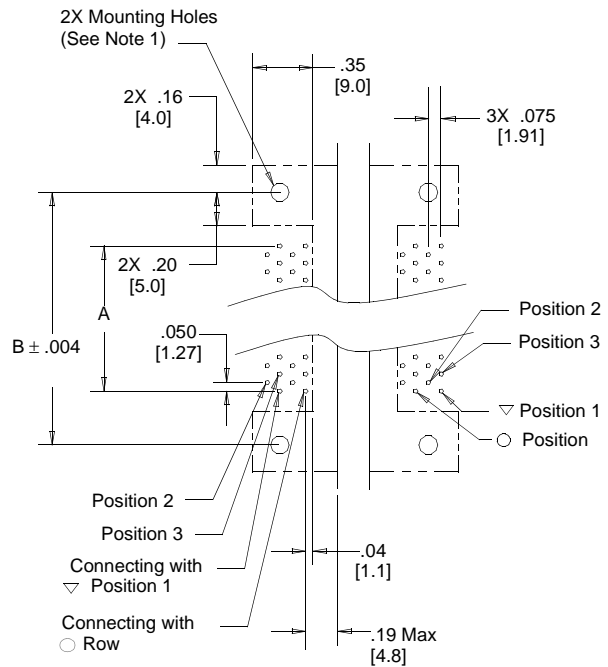 2X Mounting Holes
(See Note 1)
.35
[9.0]
2X .16
[4.0]
3X .075
[1.91]
2X .20
[5.0]
A
B ± .004
.050
[1.27]
Position 2
Position 3
▽ Position 1
○ Position
Position 2
Position 3
Connecting with
▽ Position 1
Connecting with
○ Row
.04
[1.1]
.19 Max
[4.8]